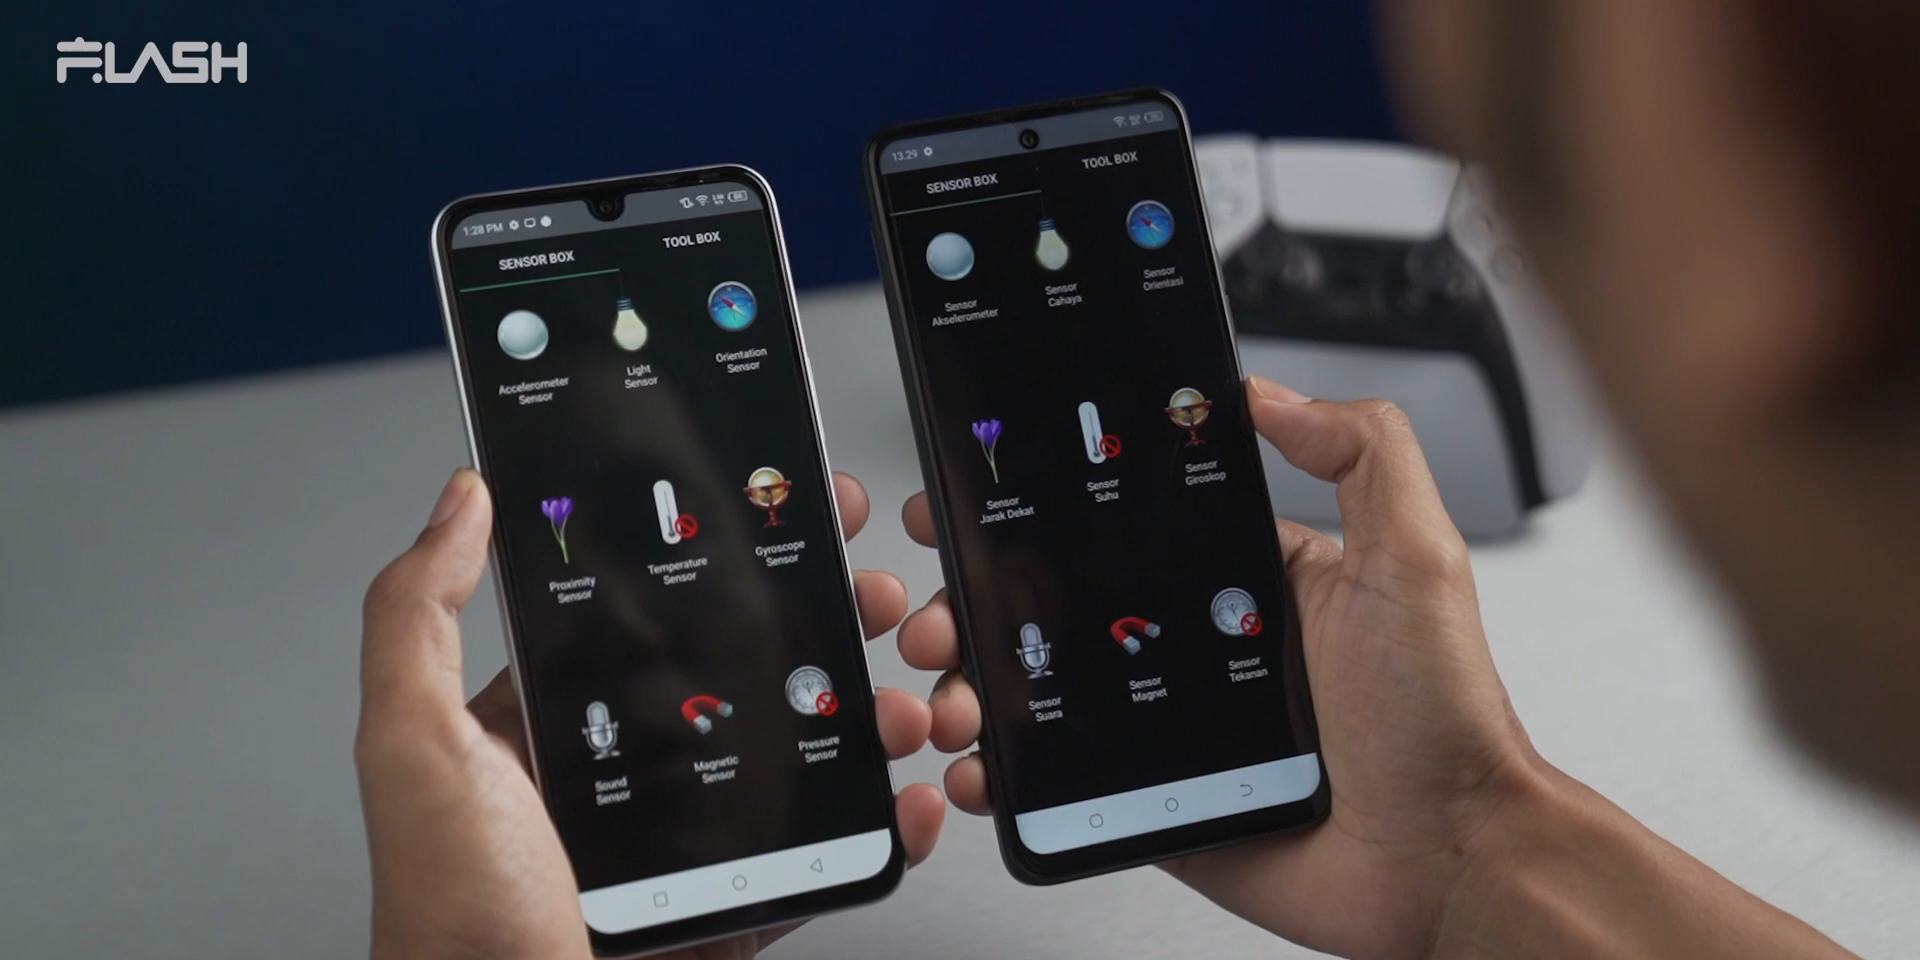 FLASH
1:28 PM
SENSOR BOX
TOOL BOX
Accelerometer
Sensor
Light
Sensor
Orientation
Sensor
Proximity
Sensor
Temperature
Sensor
Gyroscope
Sensor
Sound
Sensor
Magnetic
Sensor
Pressure
Sensor
13.29
SENSOR BOX
TOOL BOX
Sensor
Akselerometer
Sensor
Cahaya
Sensor
Orientasi
Sensor
Jarak Dekat
Sensor
Suhu
Sensor
Giroskop
Sensor
Suara
Sensor
Magnet
Sensor
Tekanan